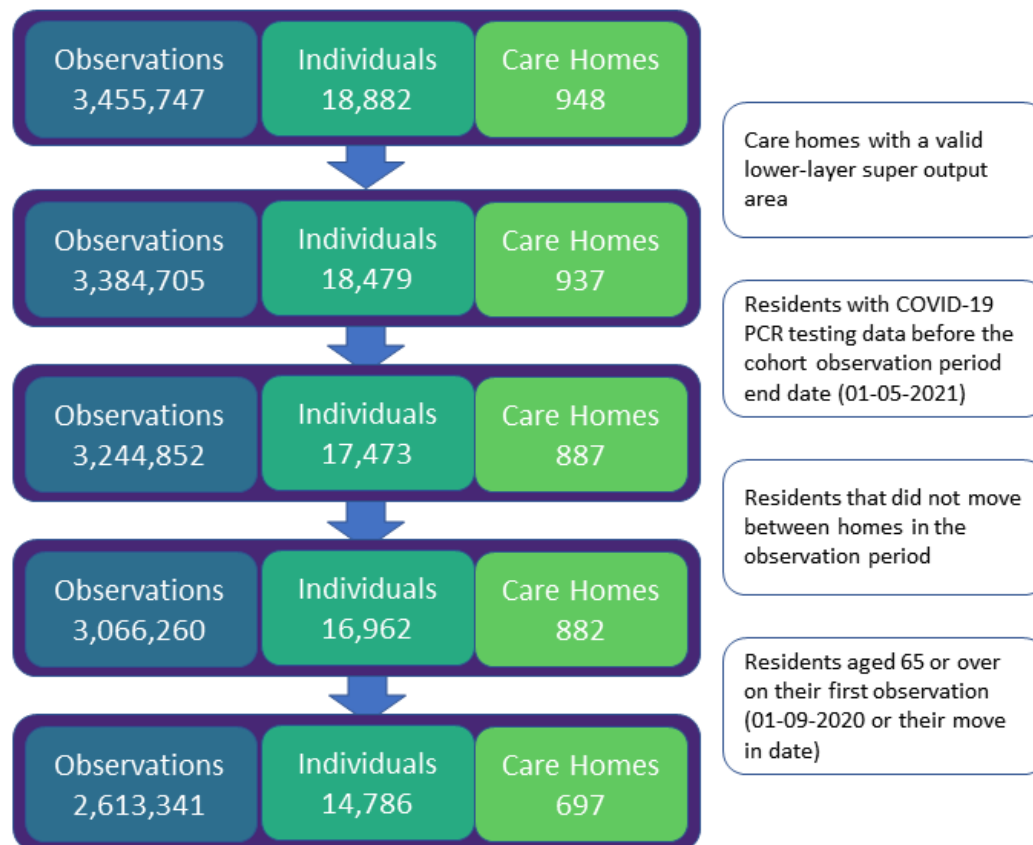 Observations
3,455,747
Individuals
18,882
Care Homes
948
Care homes with a valid
lower-layer super output
area
Observations
3,384,705
Individuals
18,479
Care Homes
937
Residents with COVID-19
PCR testing data before the
cohort observation period
end date (01-05-2021)
Observations
3,244,852
Individuals
17,473
Care Homes
887
Residents that did not move
between homes in the
observation period
Observations
3,066,260
Individuals
16,962
Care Homes
882
Residents aged 65 or over
on their first observation
(01-09-2020 or their move
in date)
Observations
2,613,341
Individuals
14,786
Care Homes
697